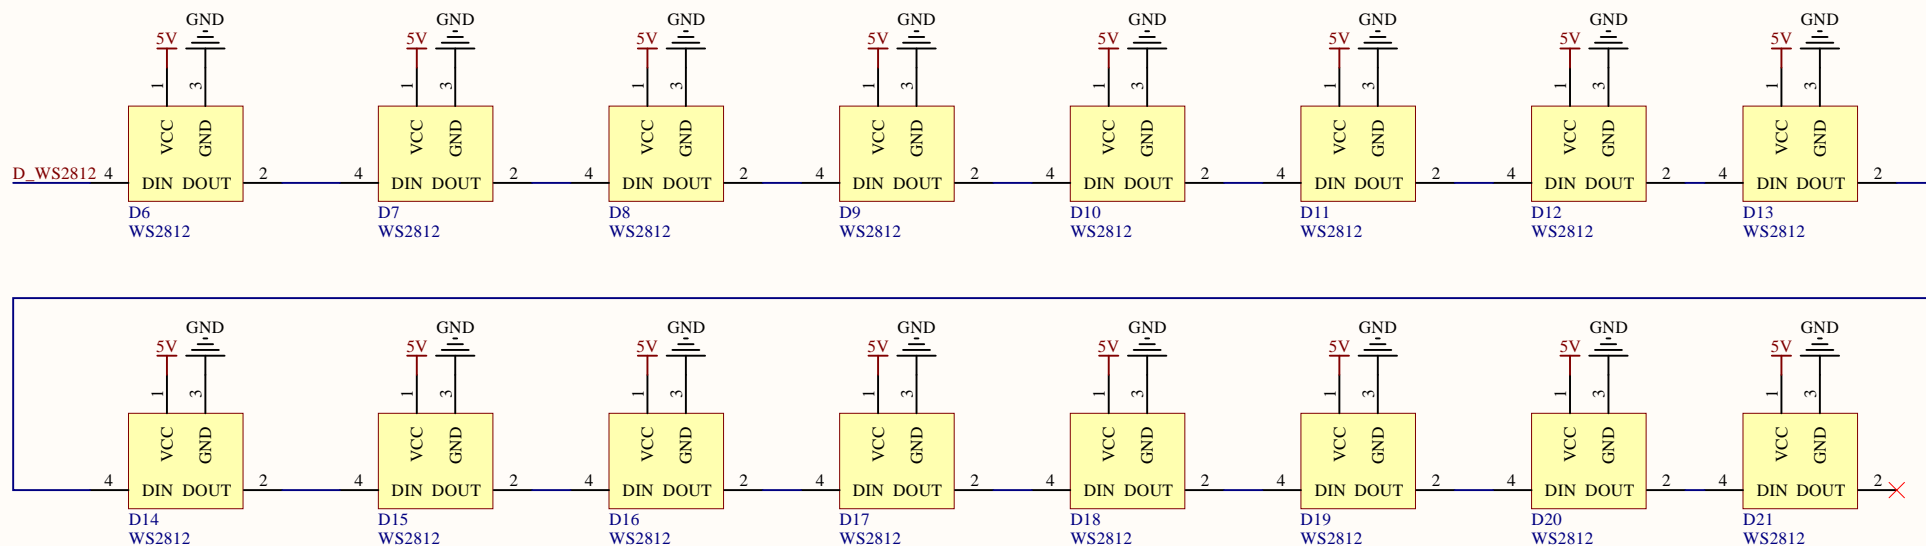 GND GND GND GND GND GND GND GND
5V 5V 5V 5V 5V 5V 5V 5V
1 3 1 3 1 3 1 3 1 3 1 3 1 3 1 3
VCC GND VCC GND VCC GND VCC GND VCC GND VCC GND VCC GND VCC GND
D_WS2812 4 2 4 2 4 2 4 2 4 2 4 2 4 2 4 2
DIN DOUT DIN DOUT DIN DOUT DIN DOUT DIN DOUT DIN DOUT DIN DOUT DIN DOUT
D6 D7 D8 D9 D10 D11 D12 D13
WS2812 WS2812 WS2812 WS2812 WS2812 WS2812 WS2812 WS2812
GND GND GND GND GND GND GND GND
5V 5V 5V 5V 5V 5V 5V 5V
1 3 1 3 1 3 1 3 1 3 1 3 1 3 1 3
VCC GND VCC GND VCC GND VCC GND VCC GND VCC GND VCC GND VCC GND
4 2 4 2 4 2 4 2 4 2 4 2 4 2 4 2
DIN DOUT DIN DOUT DIN DOUT DIN DOUT DIN DOUT DIN DOUT DIN DOUT DIN DOUT
D14 D15 D16 D17 D18 D19 D20 D21
WS2812 WS2812 WS2812 WS2812 WS2812 WS2812 WS2812 WS2812